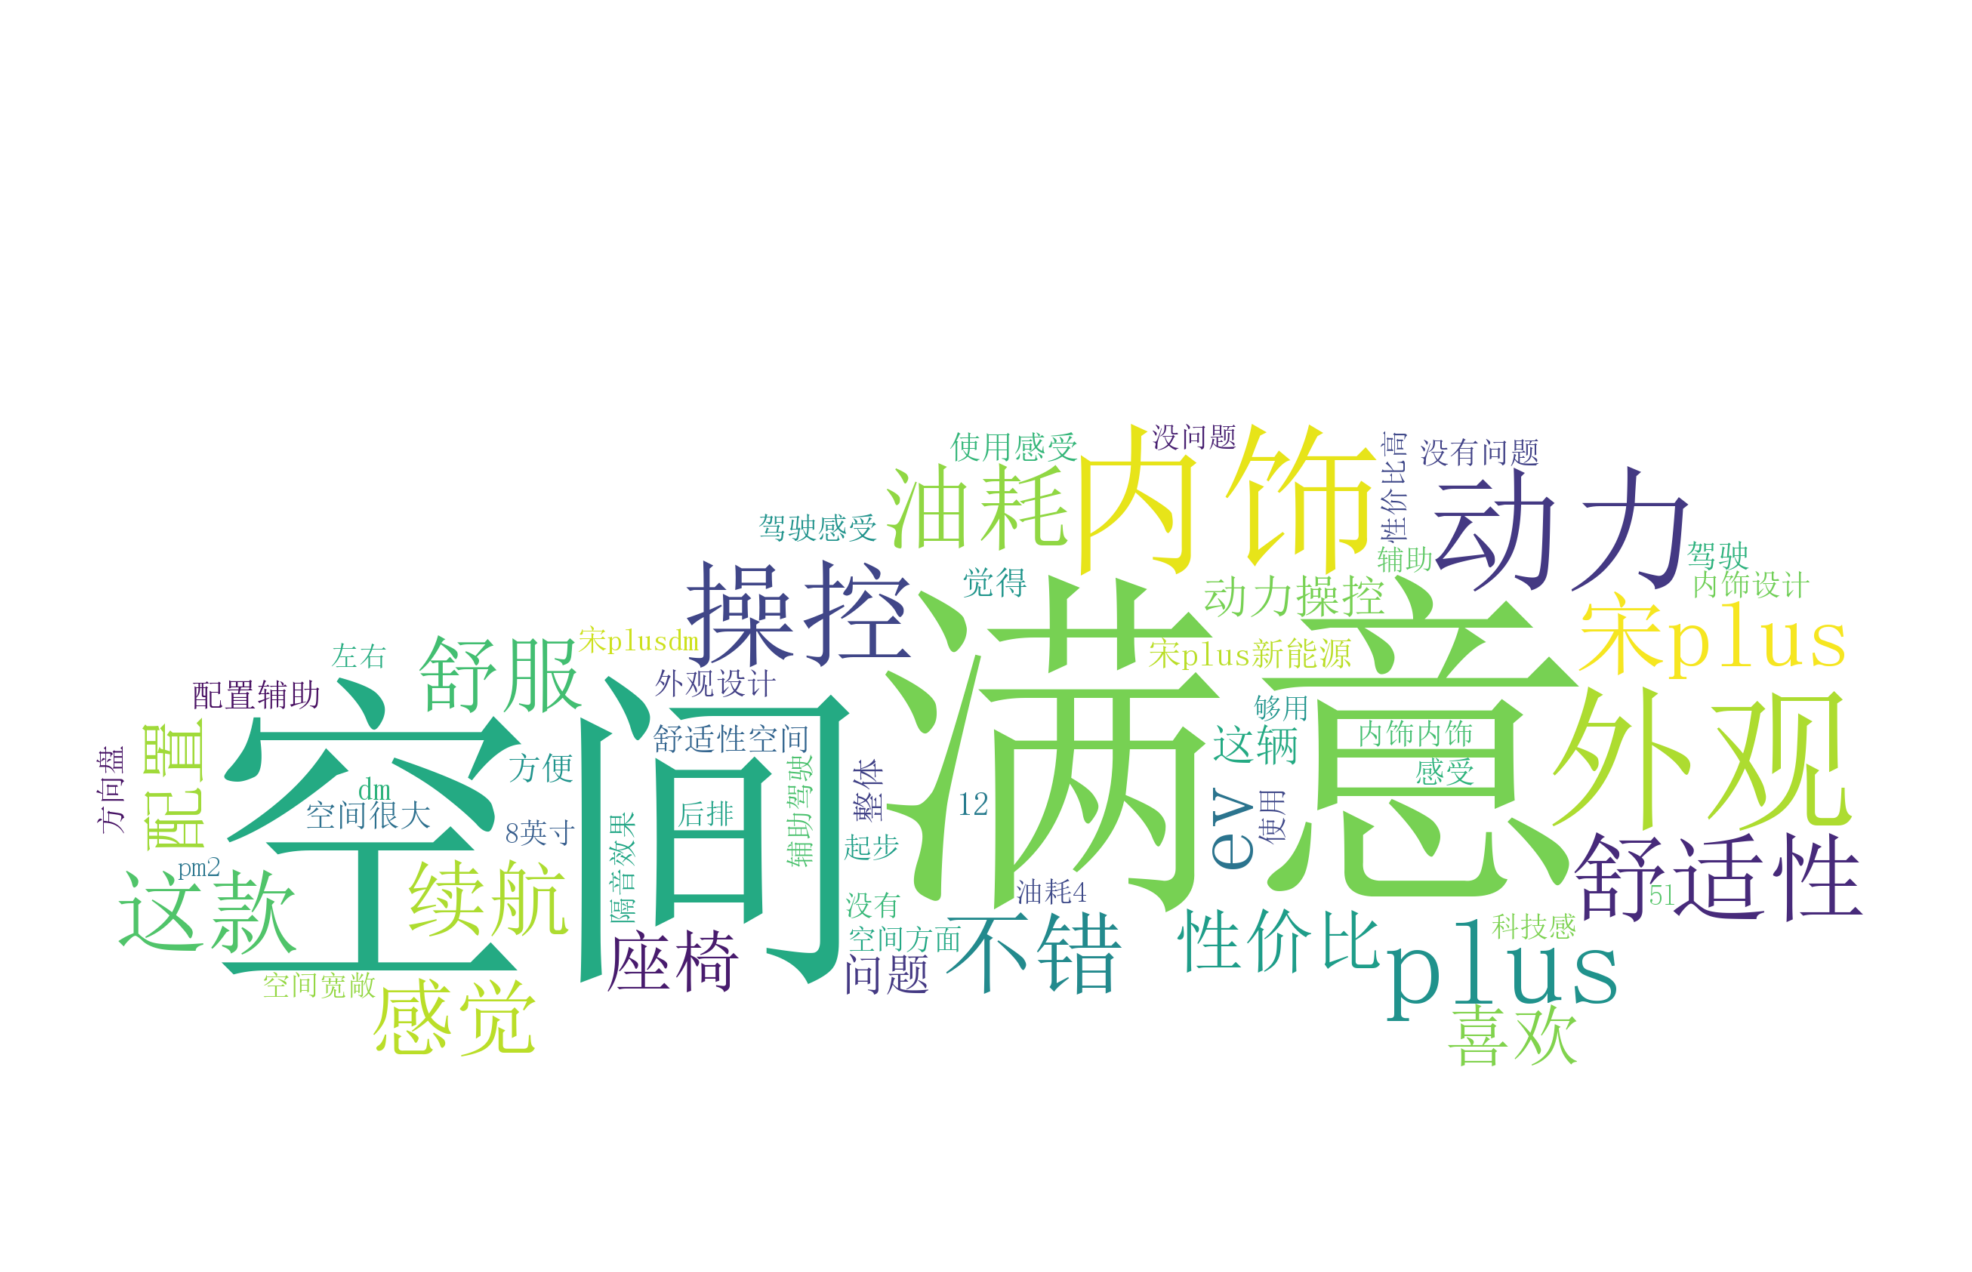 没问题
使用感受
性价比高
没有问题
内饰
油耗
动力
驾驶感受
辅助
驾驶
觉得
动力操控
内饰设计
操控
满意
宋plus
舒服
宋plusdm
宋plus新能源
左右
外观设计
配置辅助
空间
够用
外观
舒适性空间
这辆
内饰内饰
配置
方便
感受
方向盘
dm
空间很大
8英寸
后排
辅助驾驶
整体
12
ev
使用
隔音效果
起步
舒适性
pm2
这款
续航
油耗4
51
没有
不错
性价比
plus
科技感
空间方面
座椅
问题
空间宽敞
感觉
喜欢